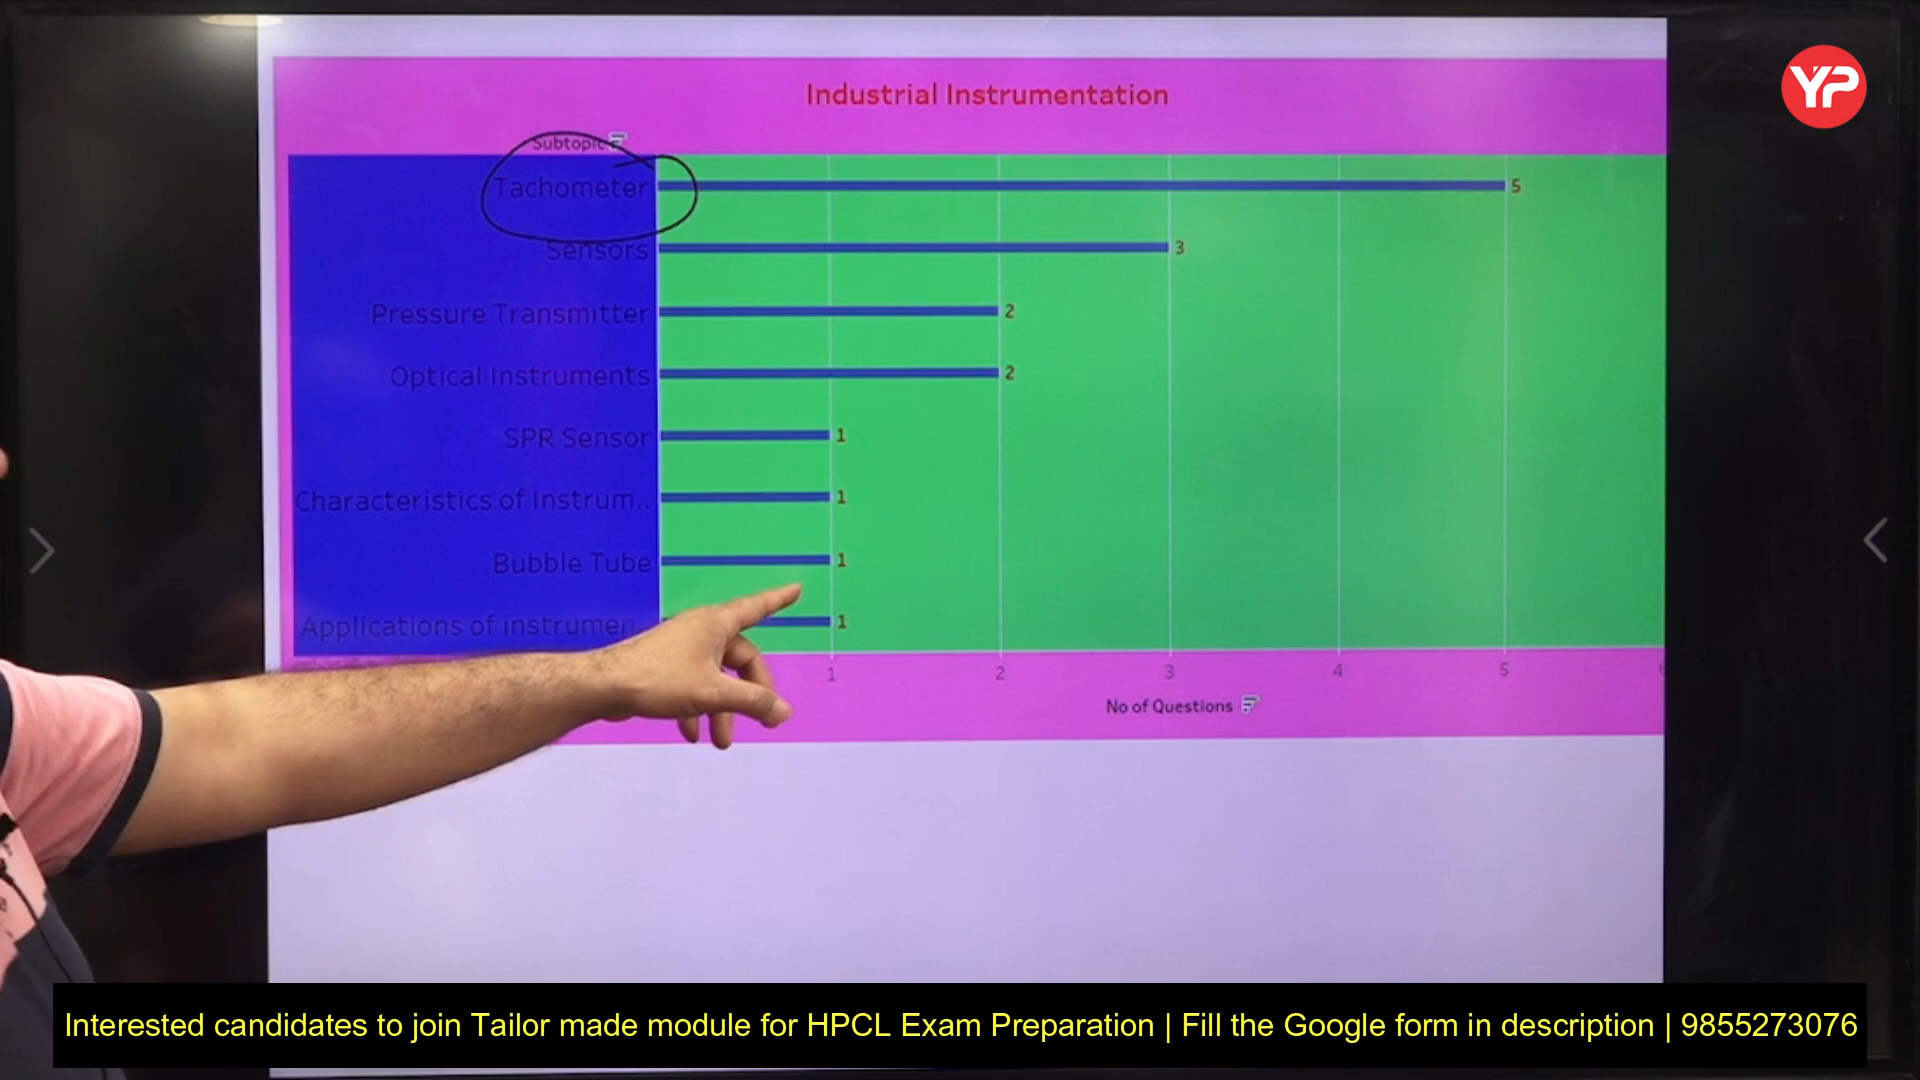 YP
Industrial Instrumentation
Subtopic
Tachometer 5
Sensors 3
Pressure Transmitter 2
Optical Instruments 2
SPR Sensor 1
Characteristics of Instrum.. 1
Bubble Tube 1
Applications of instrumen 1
1 2 3 4 5
No of Questions
Interested candidates to join Tailor made module for HPCL Exam Preparation | Fill the Google form in description | 9855273076